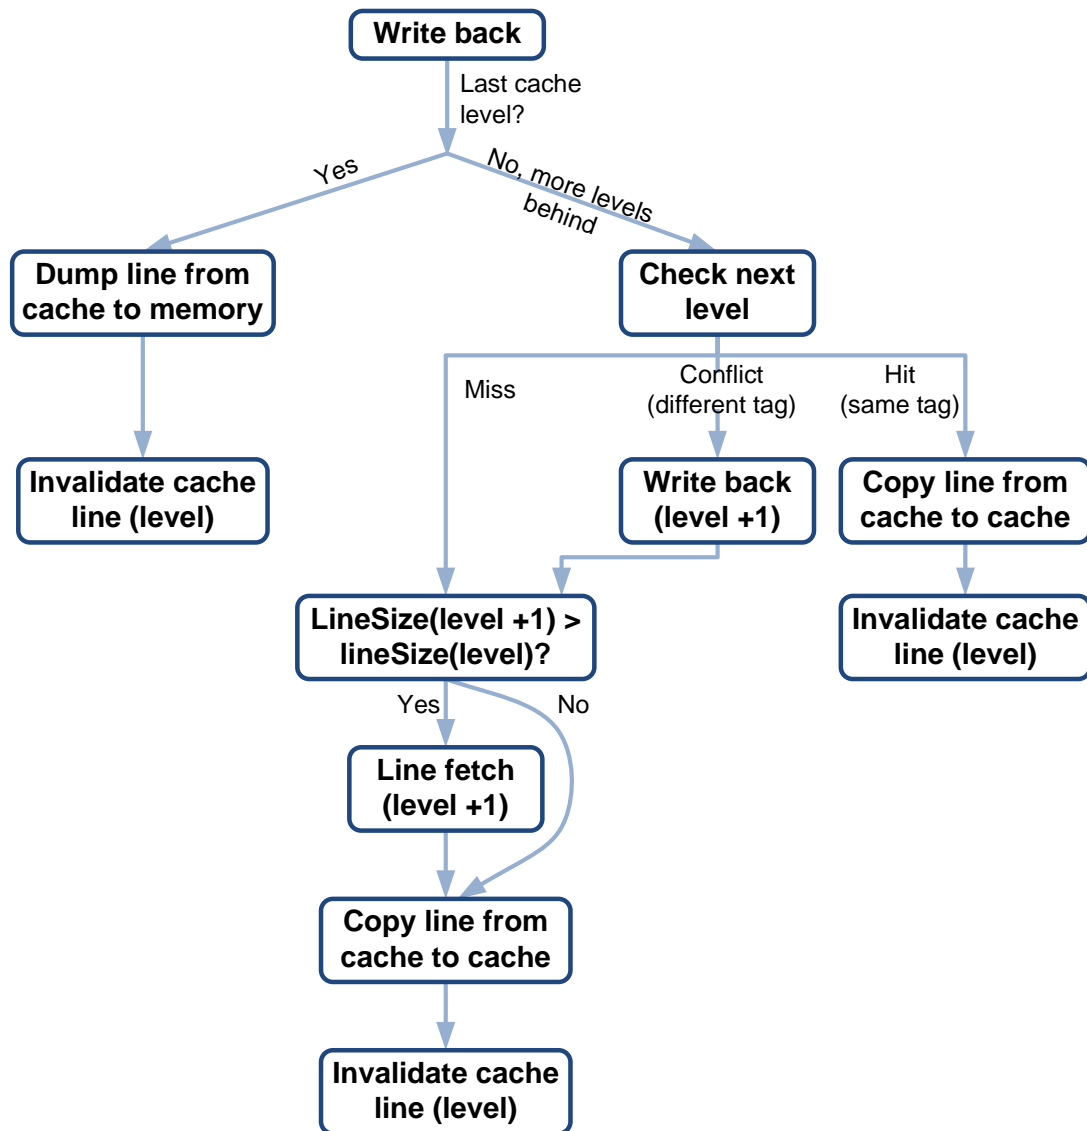 Write back
Last cache
level?
Yes
No, more levels
behind
Dump line from
cache to memory
Check next
level
Miss
Conflict
(different tag)
Hit
(same tag)
Invalidate cache
line (level)
Write back
(level +1)
Copy line from
cache to cache
LineSize(level +1) >
lineSize(level)?
Invalidate cache
line (level)
Yes
No
Line fetch
(level +1)
Copy line from
cache to cache
Invalidate cache
line (level)